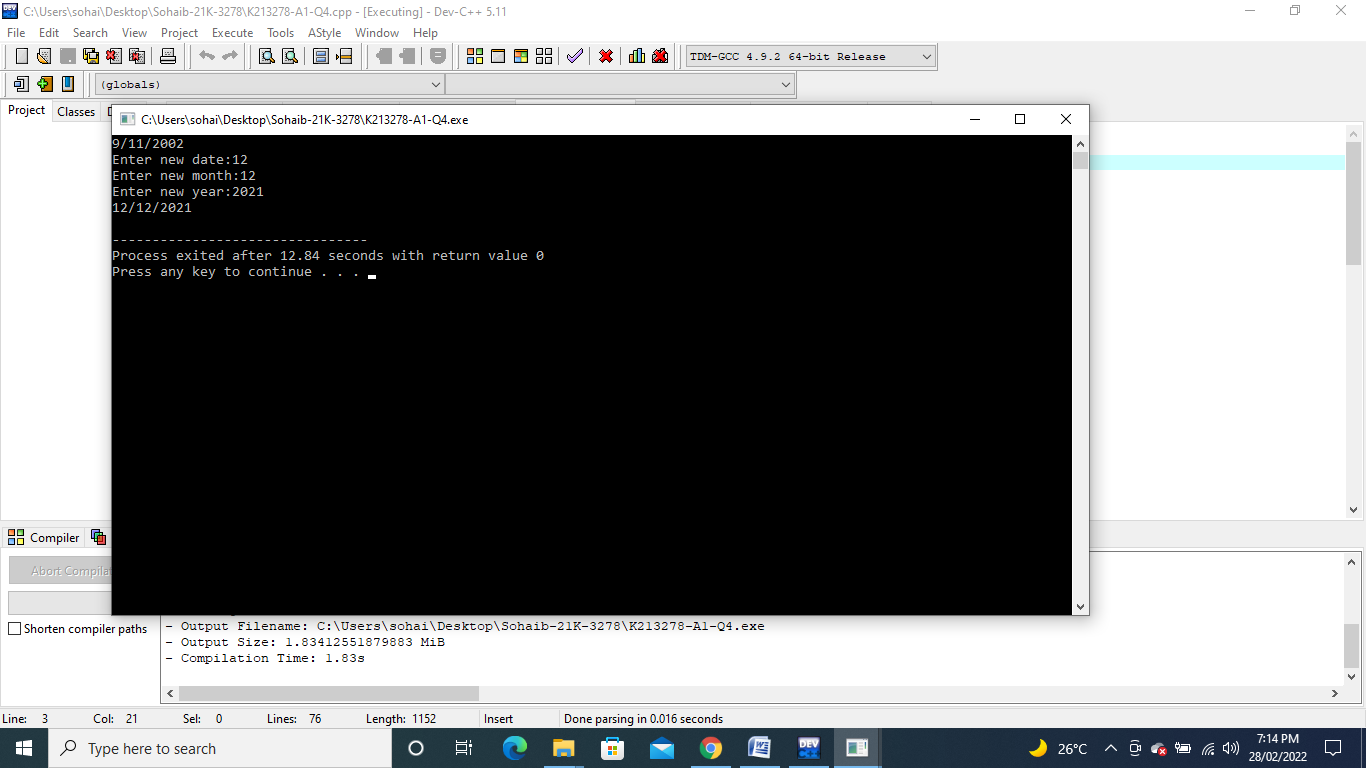 C:\Users\sohai\Desktop\Sohaib-21K-3278\K213278-A1-Q4.cpp - [Executing] - Dev-C++ 5.11
File Edit Search View Project Execute Tools AStyle Window Help
TDM-GCC 4.9.2 64-bit Release
(globals)
Project Classes
C:\Users\sohai\Desktop\Sohaib-21K-3278\K213278-A1-Q4.exe
9/11/2002
Enter new date:12
Enter new month:12
Enter new year:2021
12/12/2021
--------------------------------
Process exited after 12.84 seconds with return value 0
Press any key to continue . . .
Compiler
Abort Compilat
Shorten compiler paths
- Output Filename: C:\Users\sohai\Desktop\Sohaib-21K-3278\K213278-A1-Q4.exe
- Output Size: 1.83412551879883 MiB
- Compilation Time: 1.83s
Line: 3 Col: 21 Sel: 0 Lines: 76 Length: 1152 Insert Done parsing in 0.016 seconds
Type here to search
DEV
26°C
7:14 PM
28/02/2022